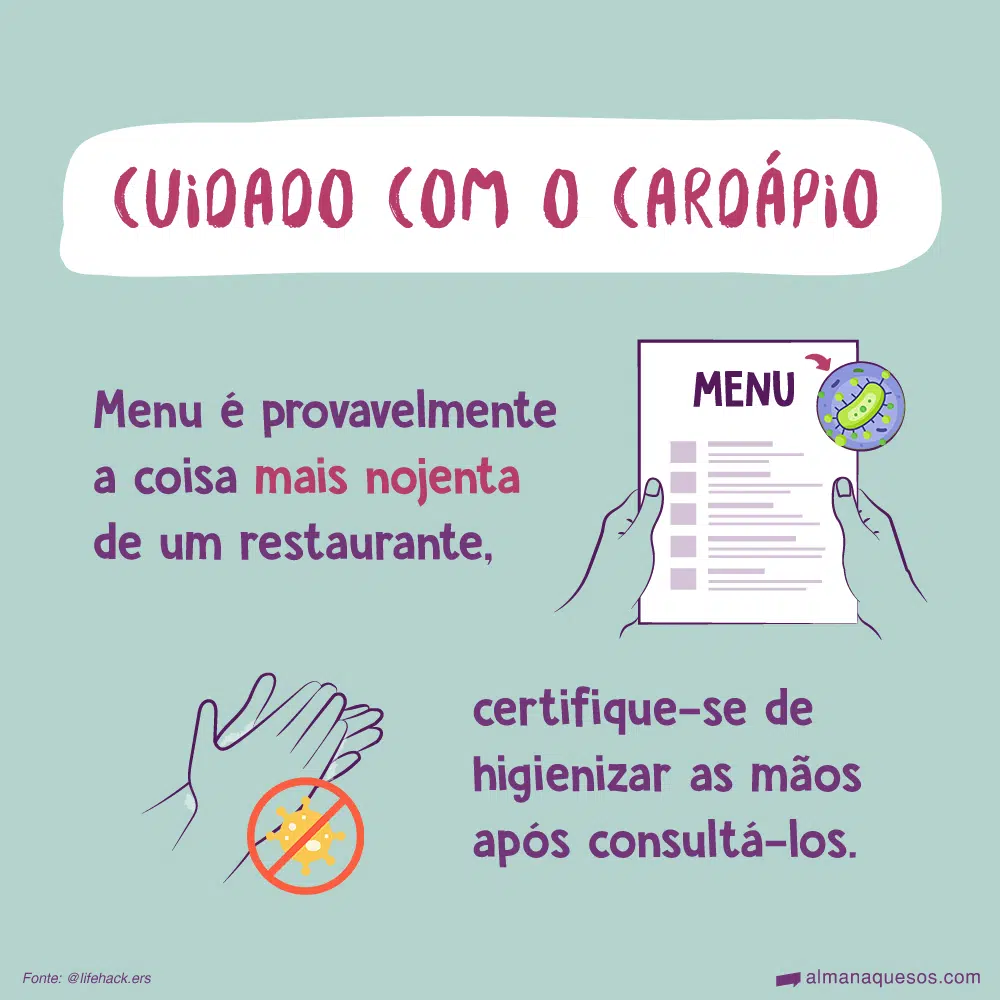 CUIDADO COM O CARDÁPIO
Menu é provavelmente
a coisa mais nojenta
de um restaurante,
MENU
certifique-se de
higienizar as mãos
após consultá-los.
Fonte: @lifehack.ers
almanaquesos.com